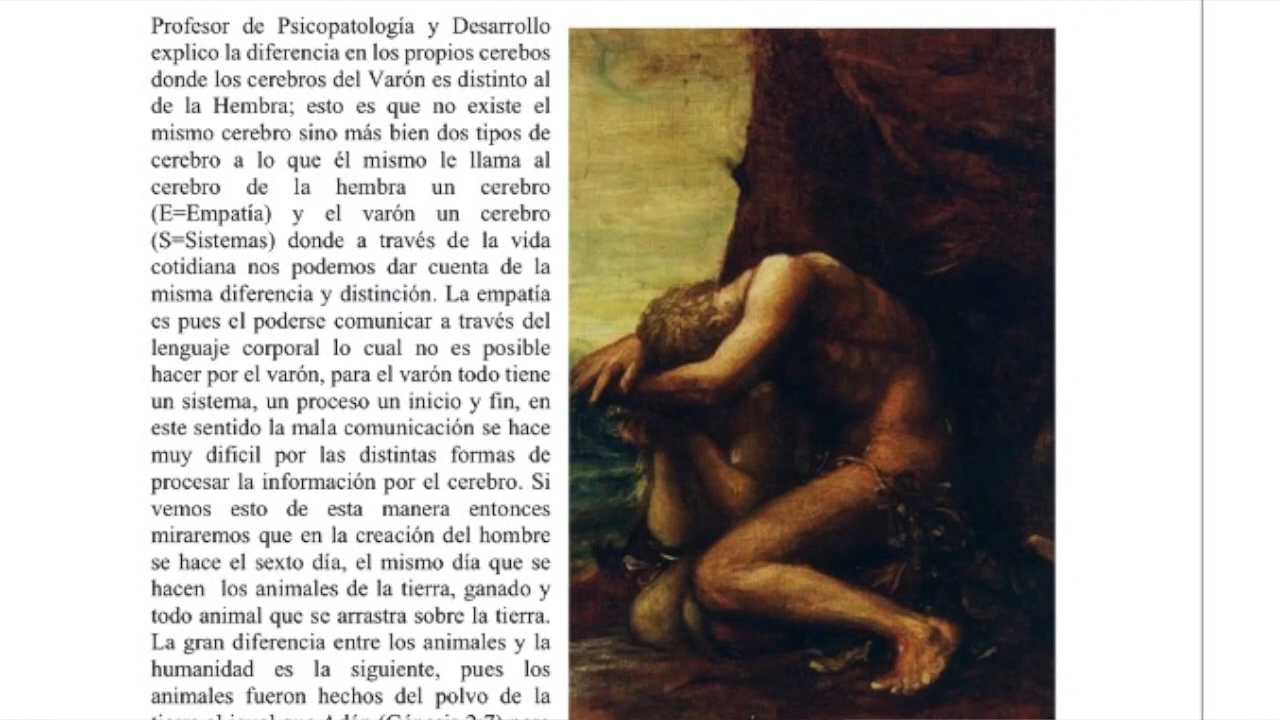 Profesor de Psicopatología y Desarrollo
explico la diferencia en los propios cerebos
donde los cerebros del Varón es distinto al
de la Hembra; esto es que no existe el
mismo cerebro sino más bien dos tipos de
cerebro a lo que él mismo le llama al
cerebro de la hembra un cerebro
(E=Empatía) y el varón un cerebro
(S=Sistemas) donde a través de la vida
cotidiana nos podemos dar cuenta de la
misma diferencia y distinción. La empatía
es pues el poderse comunicar a través del
lenguaje corporal lo cual no es posible
hacer por el varón, para el varón todo tiene
un sistema, un proceso un inicio y fin, en
este sentido la mala comunicación se hace
muy dificil por las distintas formas de
procesar la información por el cerebro. Si
vemos esto de esta manera entonces
miraremos que en la creación del hombre
se hace el sexto día, el mismo día que se
hacen los animales de la tierra, ganado y
todo animal que se arrastra sobre la tierra.
La gran diferencia entre los animales y la
humanidad es la siguiente, pues los
animales fueron hechos del polvo de la